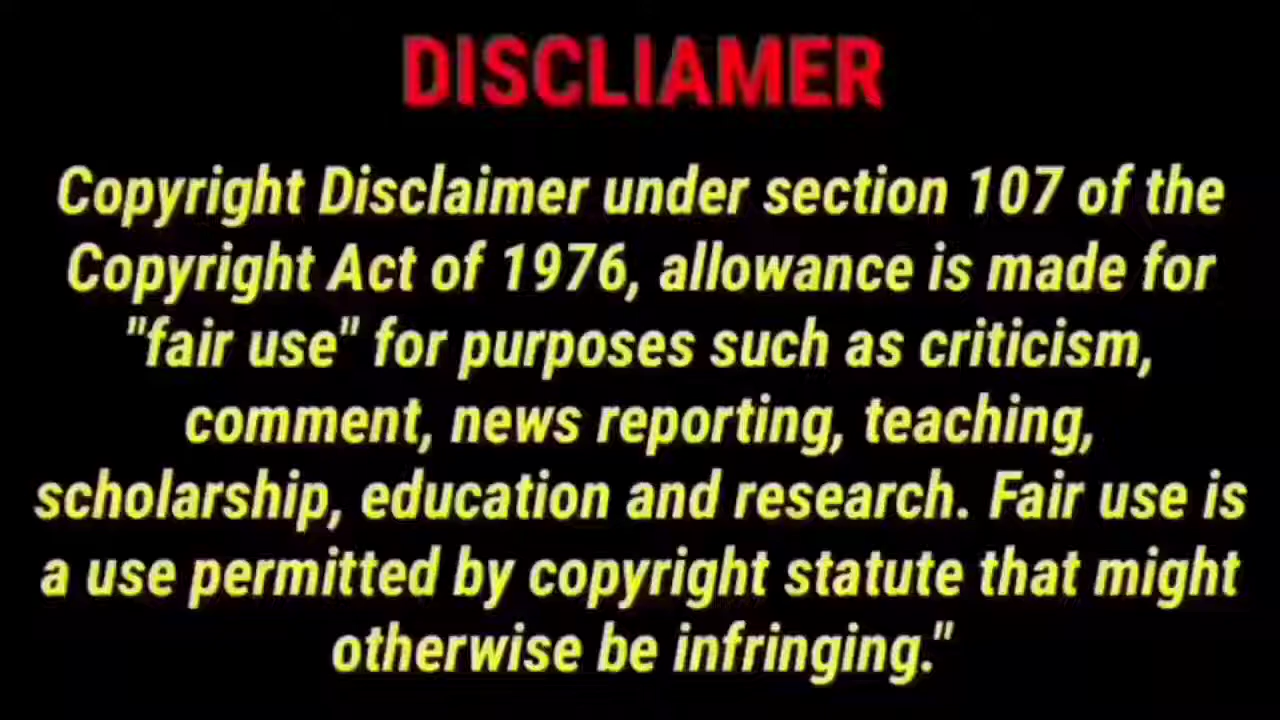 DISCLIAMER
Copyright Disclaimer under section 107 of the
Copyright Act of 1976, allowance is made for
"fair use" for purposes such as criticism,
comment, news reporting, teaching,
scholarship, education and research. Fair use is
a use permitted by copyright statute that might
otherwise be infringing."